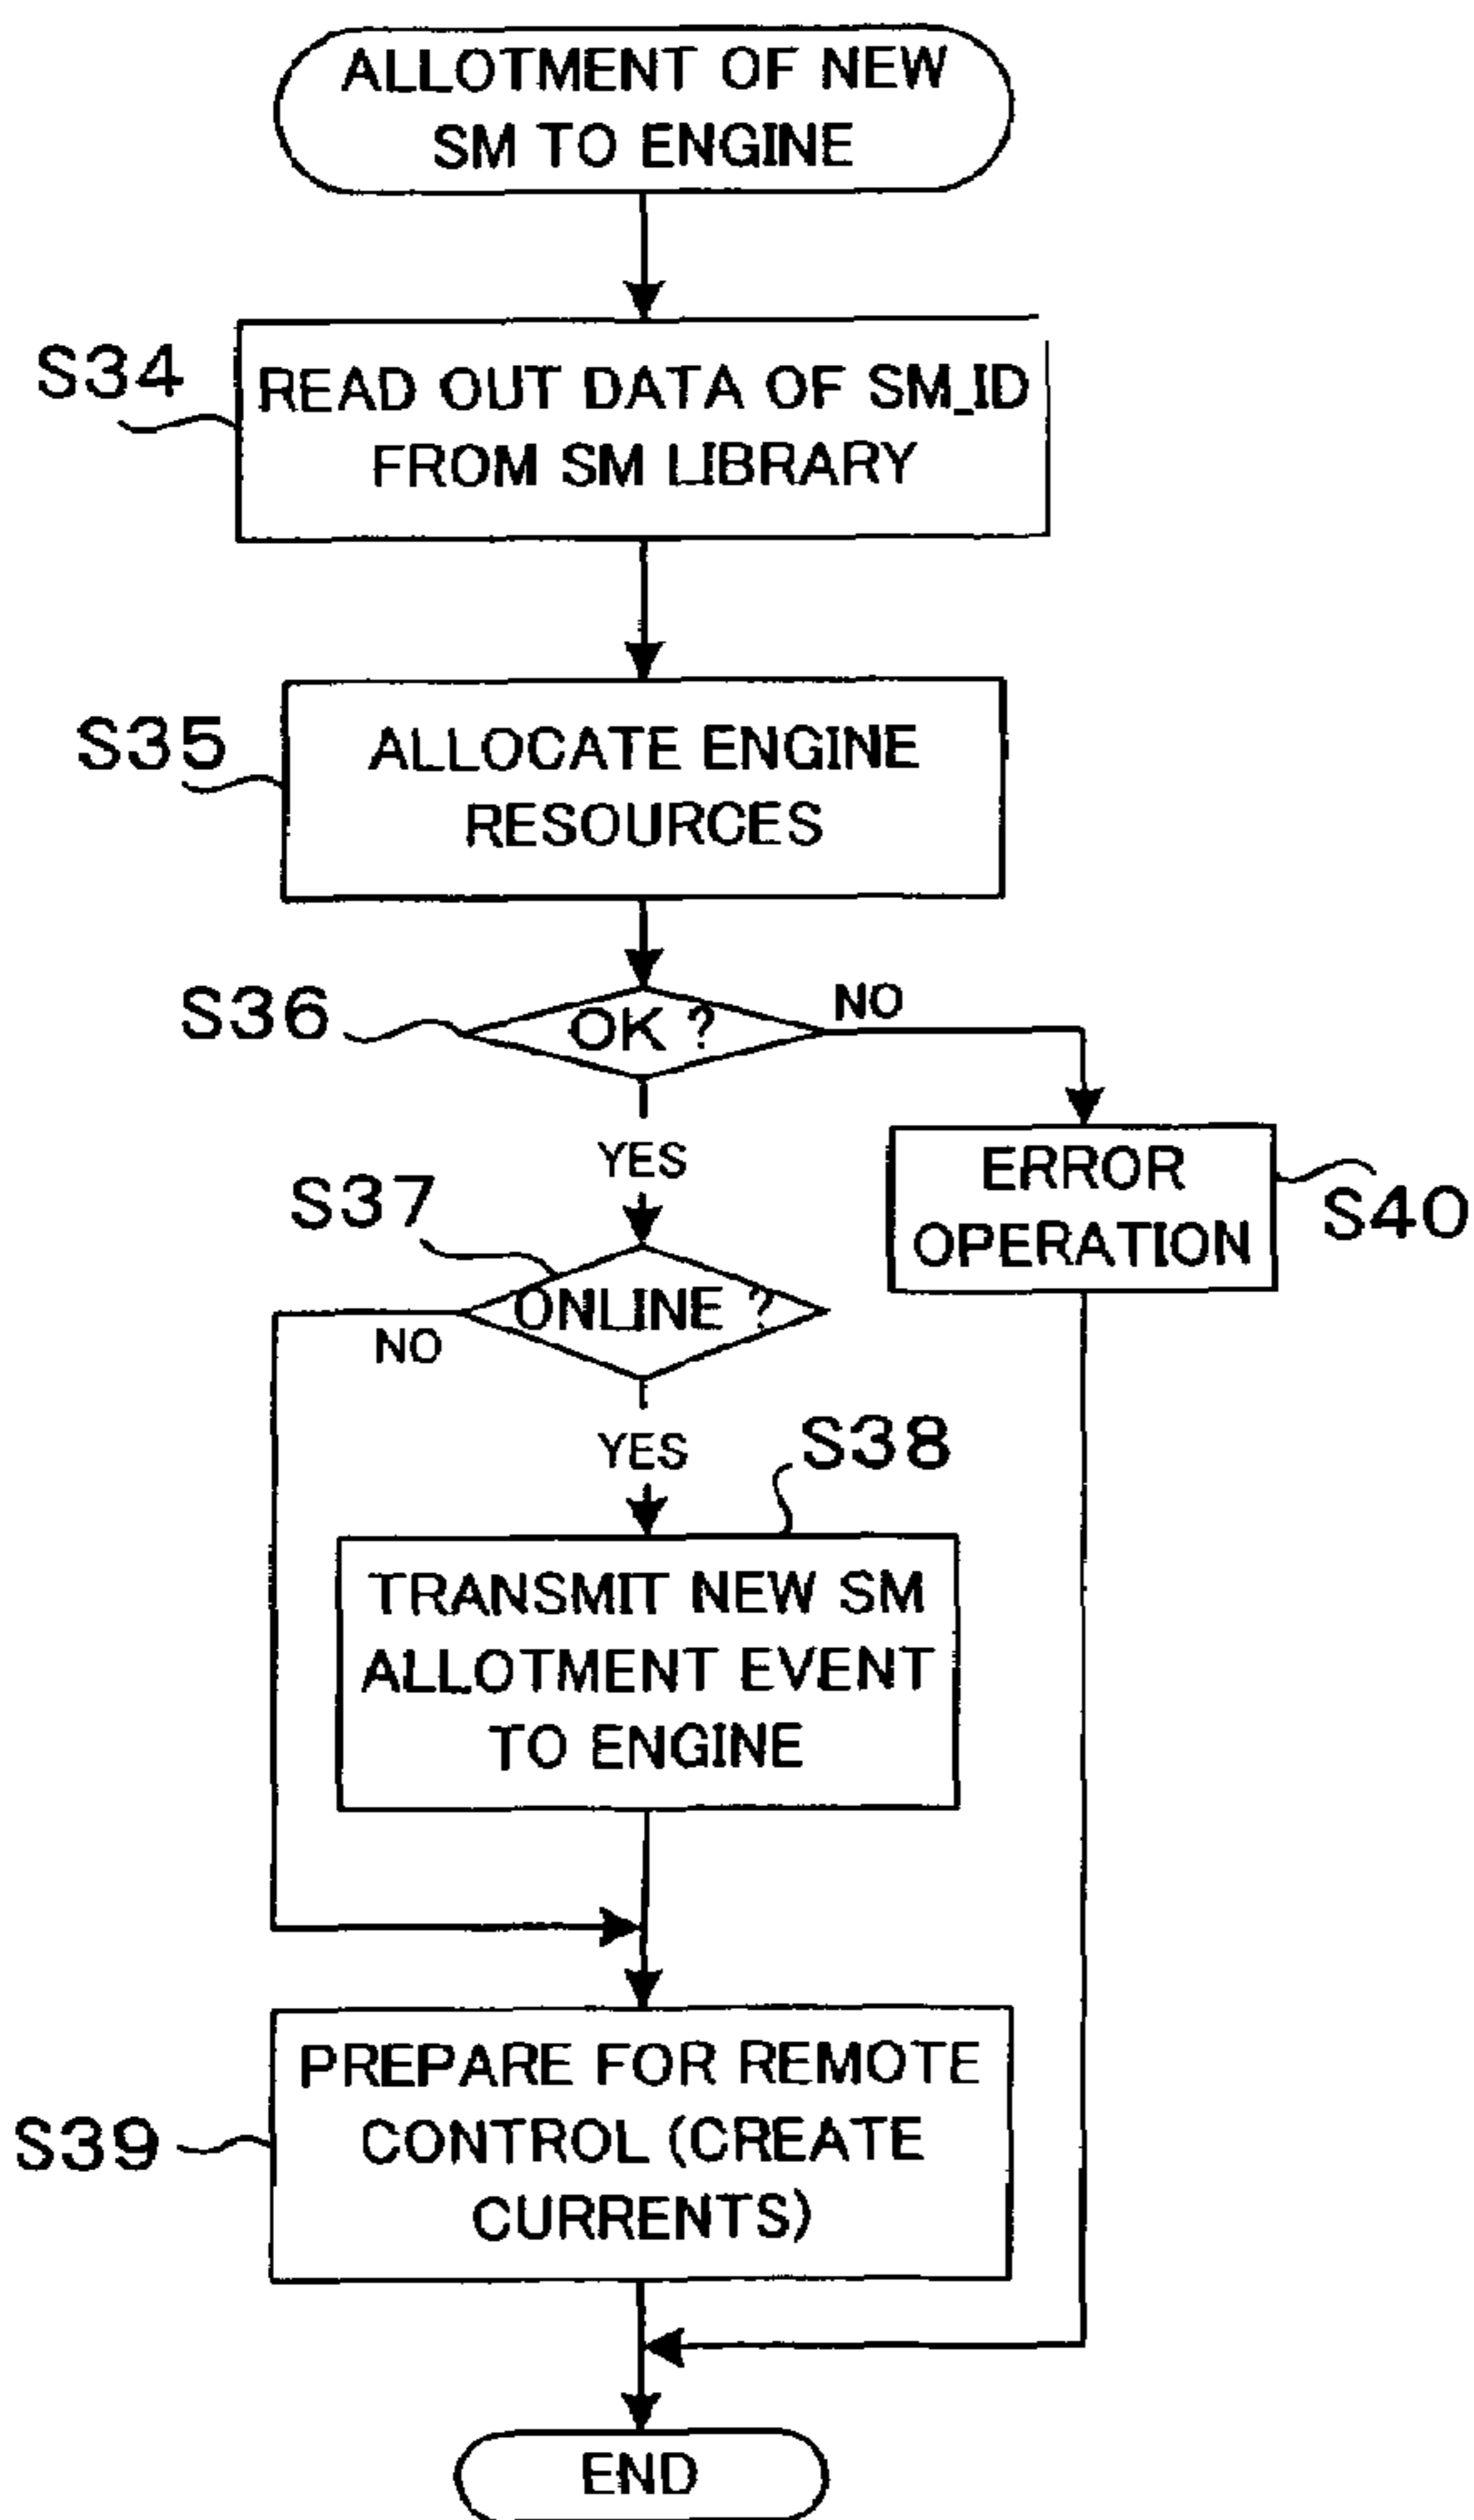 ALLOTMENT OF NEW
SM TO ENGINE
S34
READ OUT DATA OF SM_ID
FROM SM LIBRARY
S35
ALLOCATE ENGINE
RESOURCES
S36
OK ?
NO
YES
ERROR
OPERATION
S40
S37
ONLINE ?
NO
YES
S38
TRANSMIT NEW SM
ALLOTMENT EVENT
TO ENGINE
PREPARE FOR REMOTE
CONTROL (CREATE
CURRENTS)
S39
END